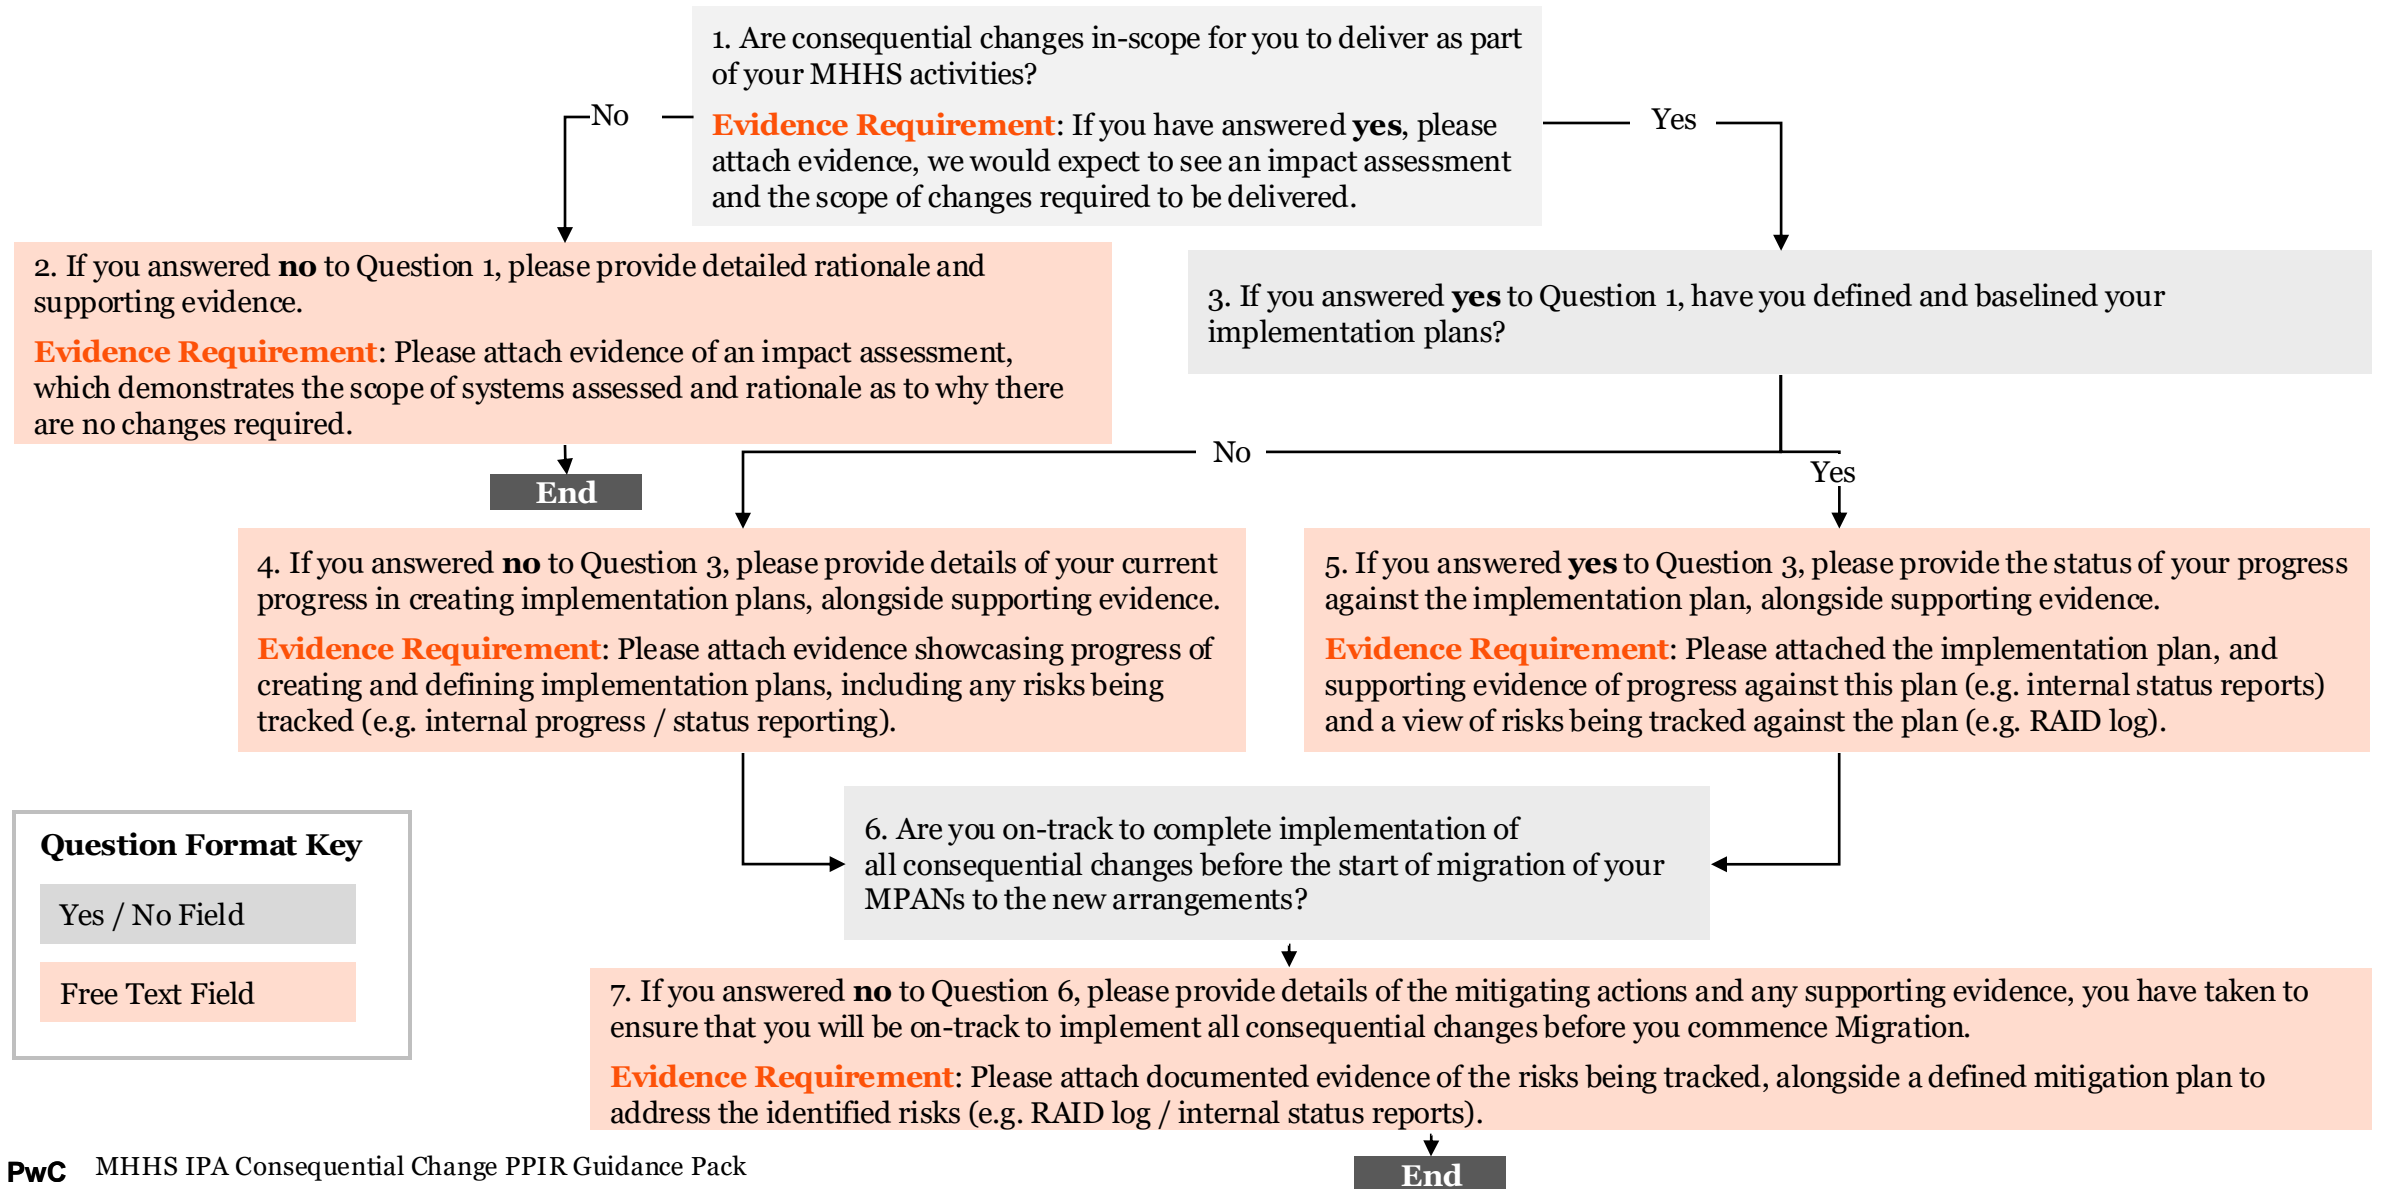 1. Are consequential changes in-scope for you to deliver as part
of your MHHS activities?
Evidence Requirement: If you have answered yes, please
attach evidence, we would expect to see an impact assessment
and the scope of changes required to be delivered.
No
Yes
2. If you answered no to Question 1, please provide detailed rationale and
supporting evidence.
Evidence Requirement: Please attach evidence of an impact assessment,
which demonstrates the scope of systems assessed and rationale as to why there
are no changes required.
End
3. If you answered yes to Question 1, have you defined and baselined your
implementation plans?
No
Yes
4. If you answered no to Question 3, please provide details of your current
progress in creating implementation plans, alongside supporting evidence.
Evidence Requirement: Please attach evidence showcasing progress of
creating and defining implementation plans, including any risks being
tracked (e.g. internal progress / status reporting).
5. If you answered yes to Question 3, please provide the status of your progress
against the implementation plan, alongside supporting evidence.
Evidence Requirement: Please attached the implementation plan, and
supporting evidence of progress against this plan (e.g. internal status reports)
and a view of risks being tracked against the plan (e.g. RAID log).
6. Are you on-track to complete implementation of
all consequential changes before the start of migration of your
MPANs to the new arrangements?
Question Format Key
Yes / No Field
Free Text Field
7. If you answered no to Question 6, please provide details of the mitigating actions and any supporting evidence, you have taken to
ensure that you will be on-track to implement all consequential changes before you commence Migration.
Evidence Requirement: Please attach documented evidence of the risks being tracked, alongside a defined mitigation plan to
address the identified risks (e.g. RAID log / internal status reports).
End
PwC MHHS IPA Consequential Change PPIR Guidance Pack